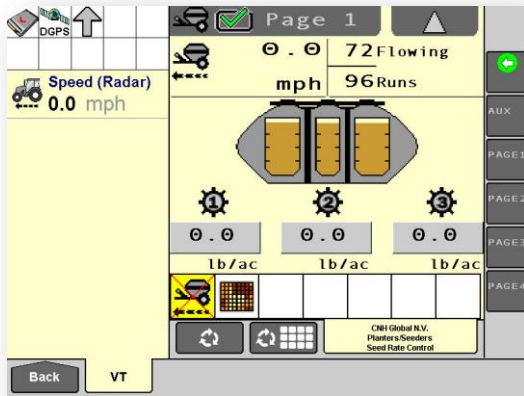 DGPS
Page 1
Speed (Radar)
0.0 mph
0.0
mph
72 Flowing
96 Runs
1
2
3
0.0
0.0
0.0
lb/ac
lb/ac
lb/ac
CNH Global N.V.
Planters/Seeders
Seed Rate Control
AUX
PAGE1
PAGE2
PAGE3
PAGE4
Back
VT